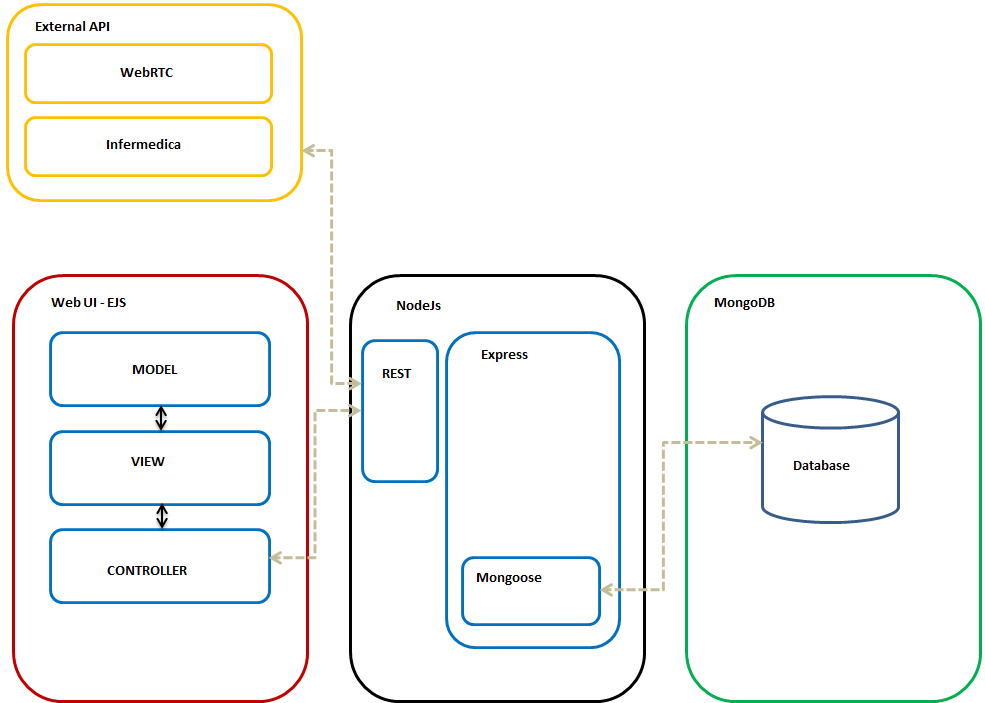 External API
WebRTC
Infermedica
Web UI - EJS
MODEL
VIEW
CONTROLLER
NodeJs
REST
Express
Mongoose
MongoDB
Database